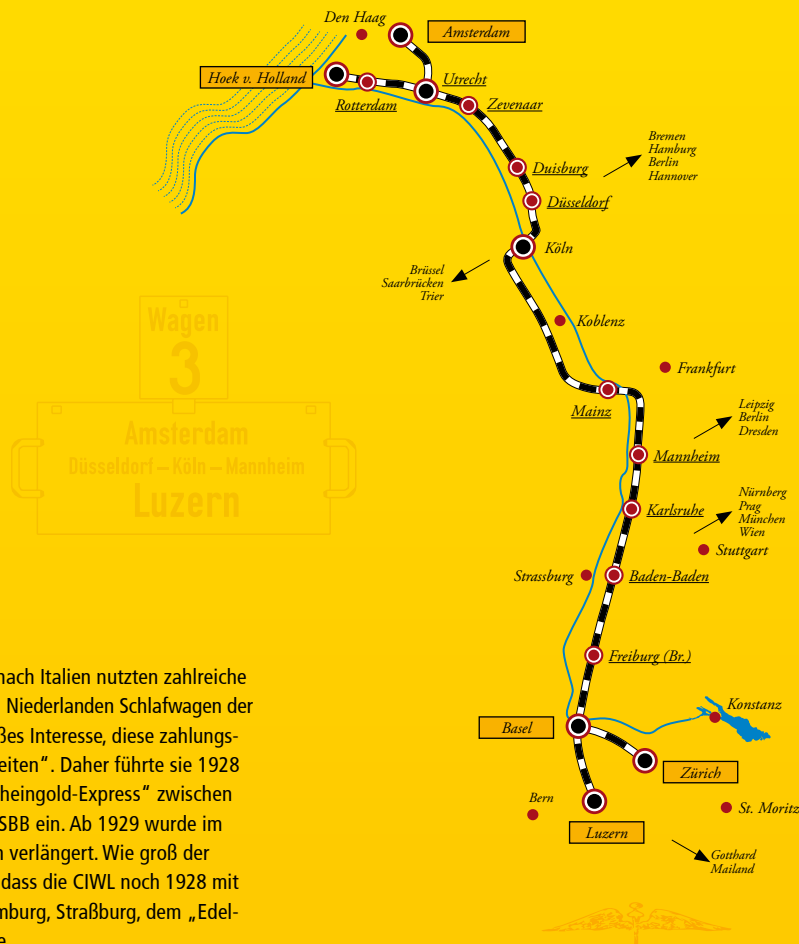 Den Haag
Amsterdam
Hoek v. Holland
Utrecht
Rotterdam
Zevenaar
Bremen
Hamburg
Berlin
Hannover
Duisburg
Düsseldorf
Köln
Brüssel
Saarbrücken
Trier
Koblenz
Wagen
3
Frankfurt
Mainz
Leipzig
Berlin
Dresden
Amsterdam
Düsseldorf – Köln – Mannheim
Luzern
Mannheim
Nürnberg
Prag
München
Wien
Karlsruhe
Stuttgart
Strassburg
Baden-Baden
Freiburg (Br.)
nach Italien nutzten zahlreiche
Niederlanden Schlafwagen der
ßes Interesse, diese zahlungs-
eiten". Daher führte sie 1928
heingold-Express" zwischen
SBB ein. Ab 1929 wurde im
verlängert. Wie groß der
dass die CIWL noch 1928 mit
mburg, Straßburg, dem „Edel-
Konstanz
Basel
Zürich
Bern
St. Moritz
Luzern
Gotthard
Mailand